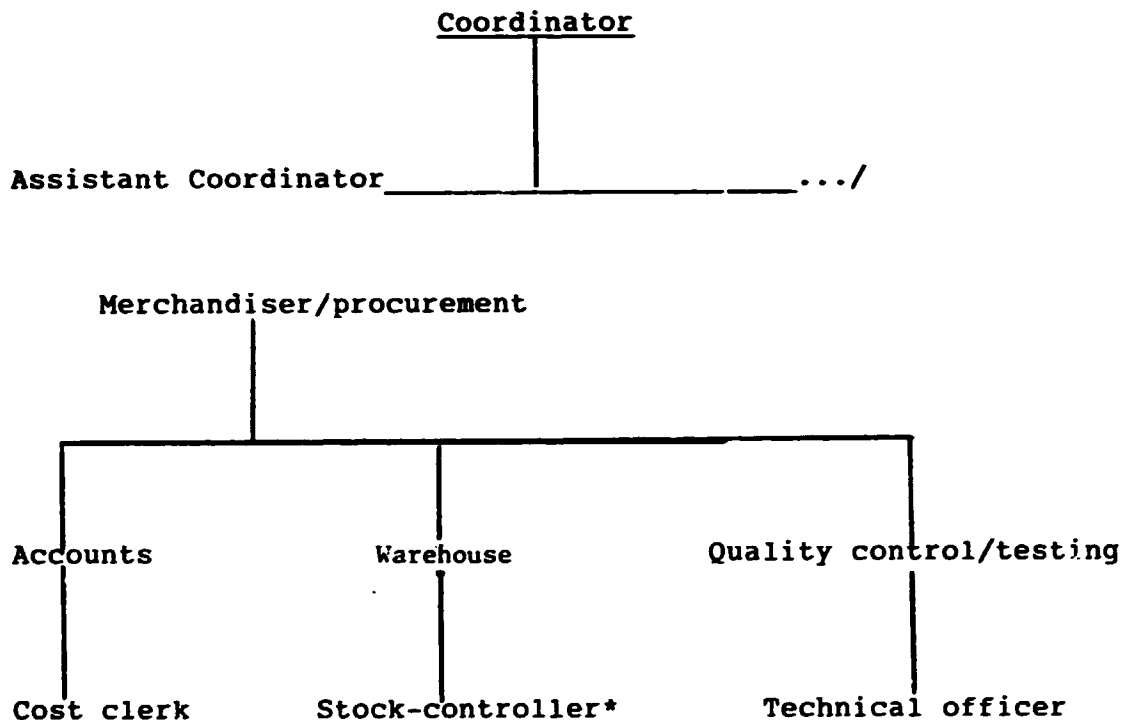 Coordinator
Assistant Coordinator .../
Merchandiser/procurement
Accounts Warehouse Quality control/testing
Cost clerk Stock-controller* Technical officer